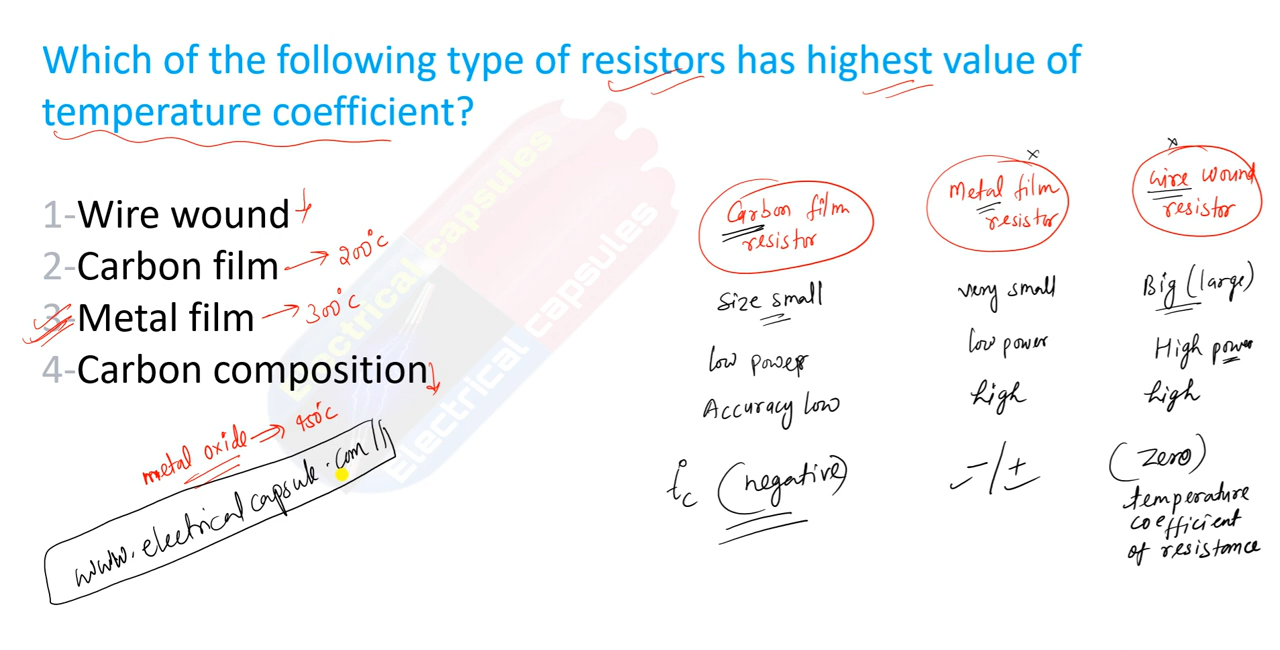 Which of the following type of resistors has highest value of
temperature coefficient?
1-Wire wound
2-Carbon film → 200°C
3-Metal film → 300°C
4-Carbon composition ↓
metal oxide → 450°C
www.electricalcapsule.com//
Carbon film
resistor
Size small
low power
Accuracy low
tc (negative)
Metal film
resistor
very small
low power
high
-/+
wire wound
resistor
Big (large)
High power
high
(zero)
temperature
coefficient
of resistance
Electrical capsules
Electrical capsules